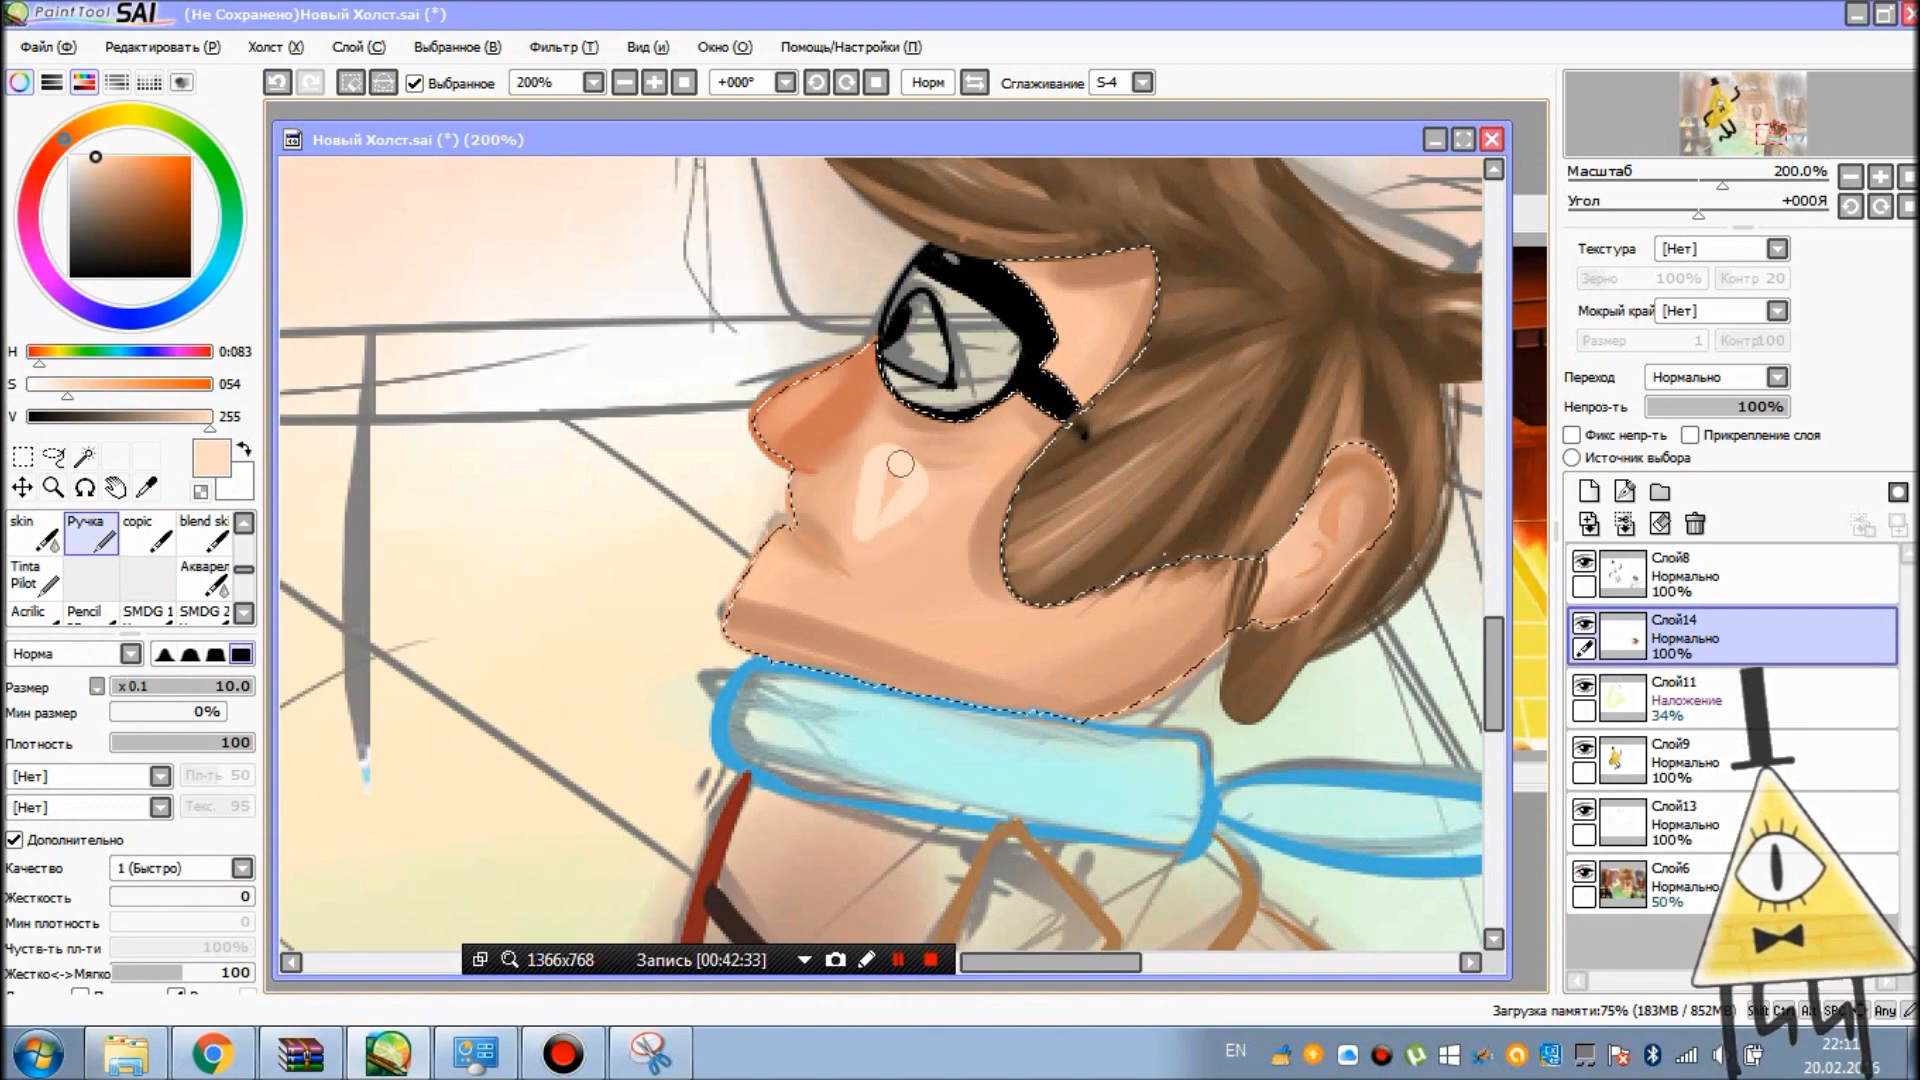 PaintTool SAI (Не Сохранено)Новый Холст.sai (*)
Файл (Ф) Редактировать (Р) Холст (Х) Слой (С) Выбранное (В) Фильтр (Т) Вид (и) Окно (О) Помощь/Настройки (П)
Выбранное 200% +000° Норм Сглаживание S-4
Новый Холст.sai (*) (200%)
Масштаб 200.0%
Угол +000Я
Текстура [Нет]
Зерно 100% Контр 20
Мокрый край [Нет]
Размер 1 Контр100
Переход Нормально
Непроз-ть 100%
Фикс непр-ть Прикрепление слоя
Источник выбора
H 0:083
S 054
V 255
skin Ручка copic blend ski
Tinta Pilot Акварел
Acrilic Pencil SMDG 1 SMDG 2
Норма
Размер x 0.1 10.0
Мин размер 0%
Плотность 100
[Нет] Пл-ть 50
[Нет] Текс. 95
Дополнительно
Качество 1 (Быстро)
Жесткость 0
Мин плотность 0
Чуств-ть пл-ти 100%
Жестко<->Мягко 100
Слой8
Нормально
100%
Слой14
Нормально
100%
Слой11
Наложение
34%
Слой9
Нормально
100%
Слой13
Нормально
100%
Слой6
Нормально
50%
1366x768 Запись [00:42:33]
Загрузка памяти:75% (183MB / 852MB) Shift Ctrl Alt SPC Any
EN
22:11